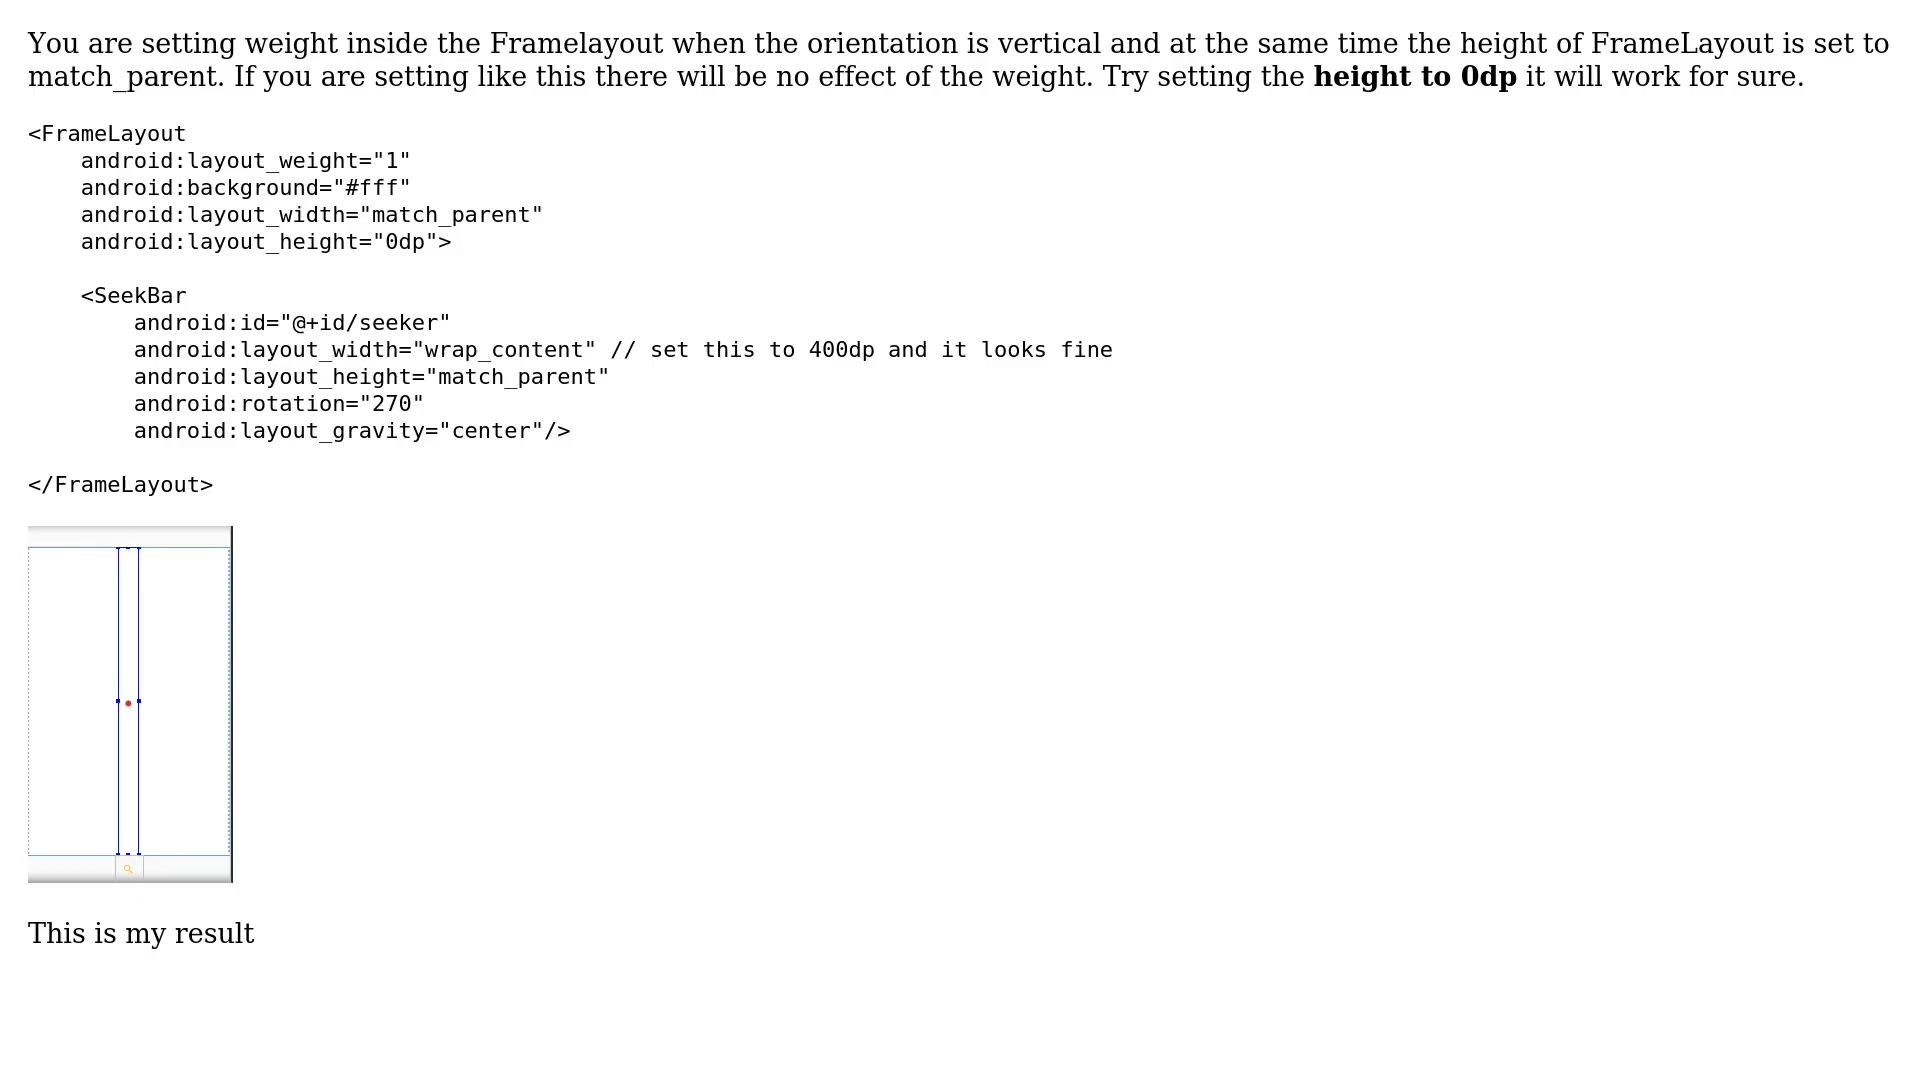 You are setting weight inside the Framelayout when the orientation is vertical and at the same time the height of FrameLayout is set to
match_parent. If you are setting like this there will be no effect of the weight. Try setting the height to 0dp it will work for sure.
<FrameLayout
    android:layout_weight="1"
    android:background="#fff"
    android:layout_width="match_parent"
    android:layout_height="0dp">
    <SeekBar
        android:id="@+id/seeker"
        android:layout_width="wrap_content" // set this to 400dp and it looks fine
        android:layout_height="match_parent"
        android:rotation="270"
        android:layout_gravity="center"/>
</FrameLayout>
This is my result